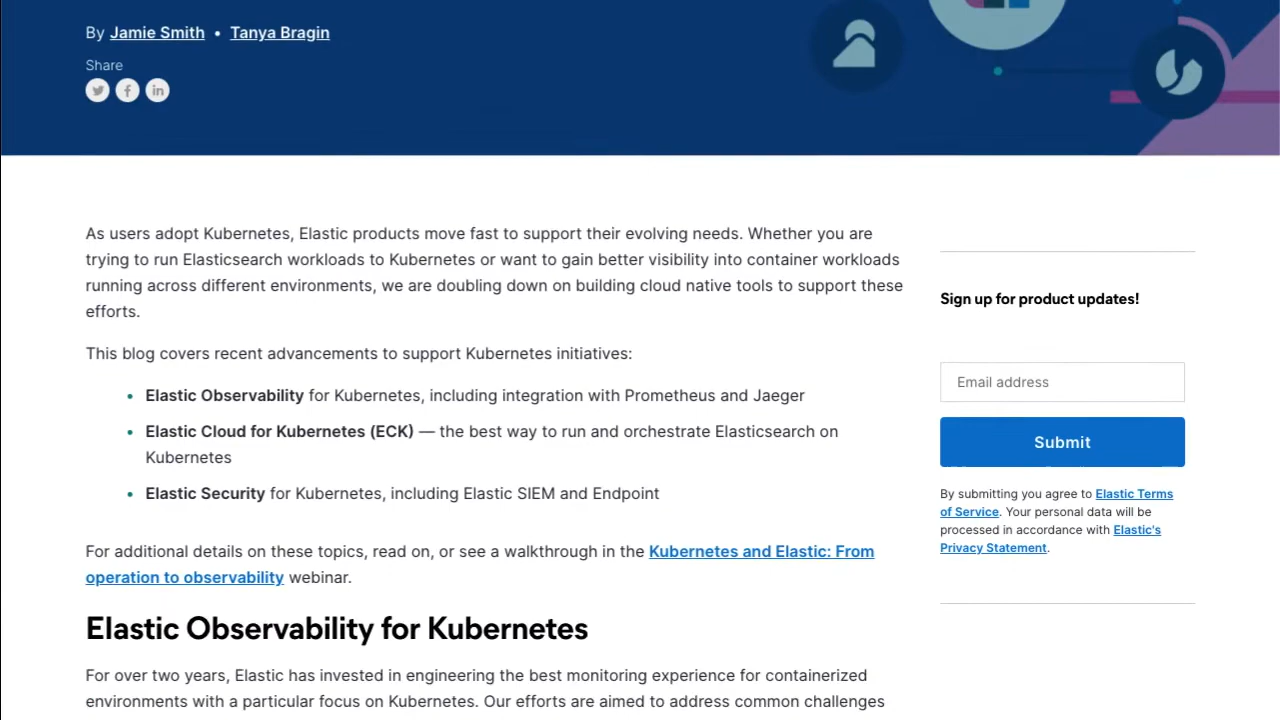 By Jamie Smith • Tanya Bragin
Share
As users adopt Kubernetes, Elastic products move fast to support their evolving needs. Whether you are
trying to run Elasticsearch workloads to Kubernetes or want to gain better visibility into container workloads
running across different environments, we are doubling down on building cloud native tools to support these
efforts.
This blog covers recent advancements to support Kubernetes initiatives:
• Elastic Observability for Kubernetes, including integration with Prometheus and Jaeger
• Elastic Cloud for Kubernetes (ECK) — the best way to run and orchestrate Elasticsearch on
Kubernetes
• Elastic Security for Kubernetes, including Elastic SIEM and Endpoint
For additional details on these topics, read on, or see a walkthrough in the Kubernetes and Elastic: From
operation to observability webinar.
Elastic Observability for Kubernetes
For over two years, Elastic has invested in engineering the best monitoring experience for containerized
environments with a particular focus on Kubernetes. Our efforts are aimed to address common challenges
Sign up for product updates!
Email address
Submit
By submitting you agree to Elastic Terms
of Service. Your personal data will be
processed in accordance with Elastic's
Privacy Statement.